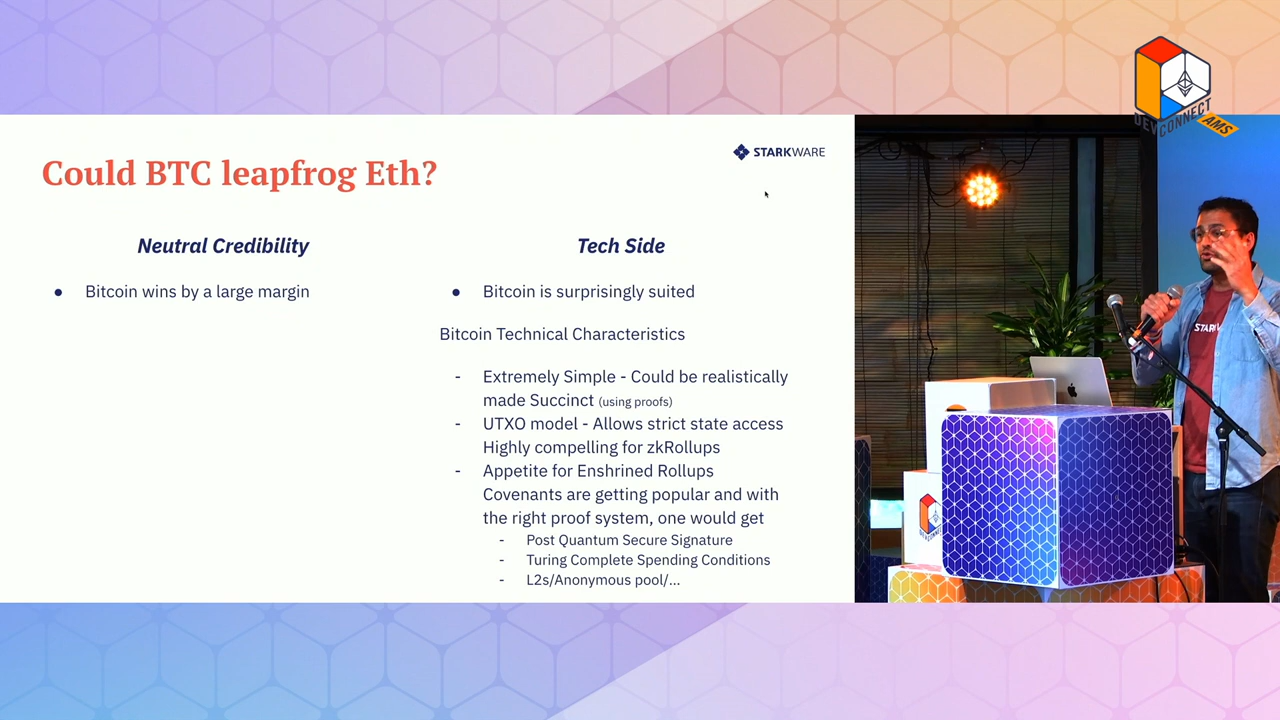 DEVCONNECT
AMS
STARKWARE
Could BTC leapfrog Eth?
Neutral Credibility
● Bitcoin wins by a large margin
Tech Side
● Bitcoin is surprisingly suited
Bitcoin Technical Characteristics
- Extremely Simple - Could be realistically
made Succinct (using proofs)
- UTXO model - Allows strict state access
Highly compelling for zkRollups
- Appetite for Enshrined Rollups
Covenants are getting popular and with
the right proof system, one would get
- Post Quantum Secure Signature
- Turing Complete Spending Conditions
- L2s/Anonymous pool/...